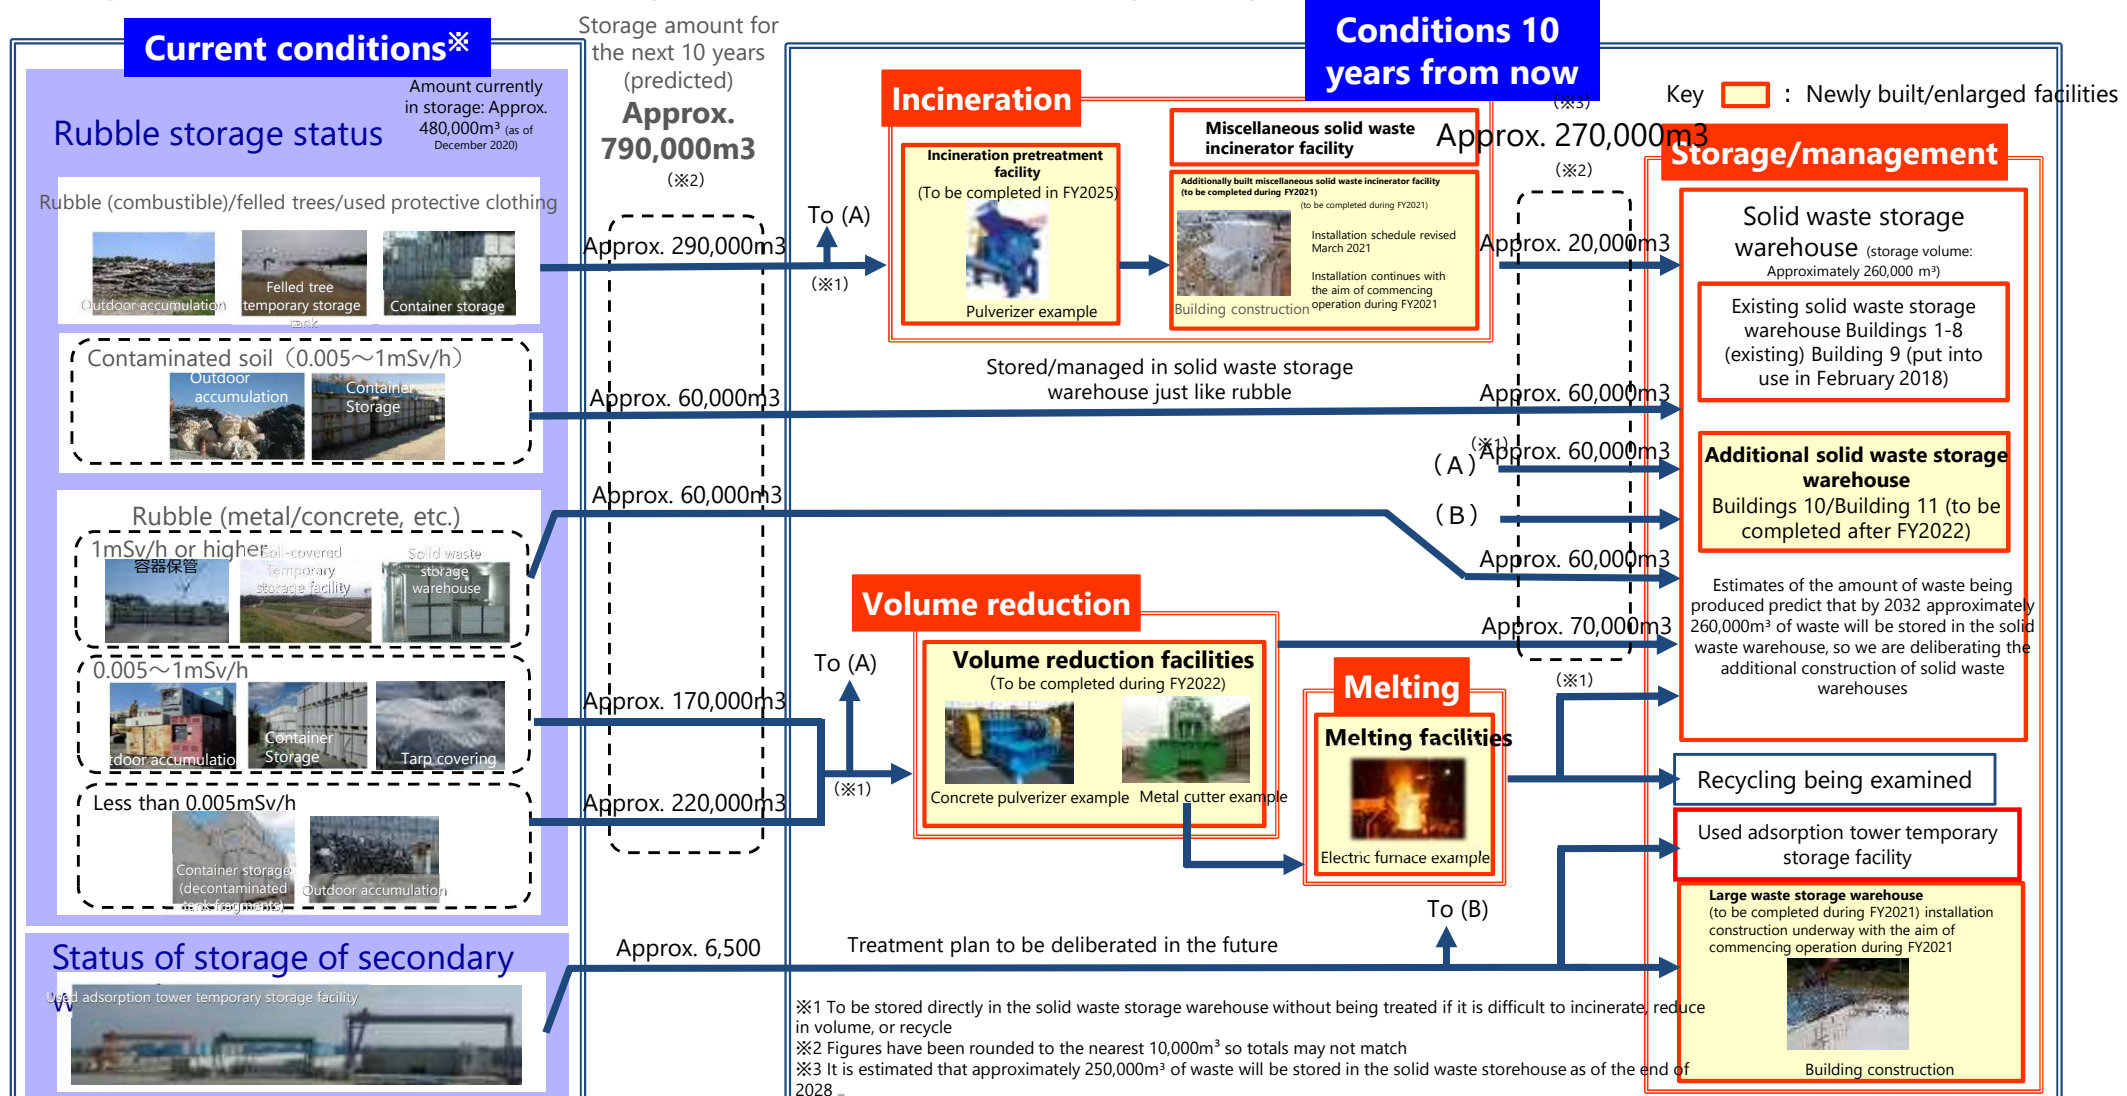 Current conditions※
Storage amount for
the next 10 years
(predicted)
Approx.
790,000m3
(※2)
Conditions 10
years from now
Key : Newly built/enlarged facilities
Rubble storage status
Amount currently
in storage: Approx.
480,000m³ (as of
December 2020)
Rubble (combustible)/felled trees/used protective clothing
Outdoor accumulation
Felled tree
temporary storage
tank
Container storage
Approx. 290,000m3
To (A)
(※1)
Incineration
Incineration pretreatment
facility
(To be completed in FY2025)
Pulverizer example
Miscellaneous solid waste
incinerator facility
Additionally built miscellaneous solid waste incinerator facility
(to be completed during FY2021)
(to be completed during FY2021)
Installation schedule revised
March 2021
Installation continues with
the aim of commencing
operation during FY2021
Building construction
(※3)
Approx. 270,000m3
(※2)
Approx. 20,000m3
Storage/management
Solid waste storage
warehouse (storage volume:
Approximately 260,000 m³)
Existing solid waste storage
warehouse Buildings 1-8
(existing) Building 9 (put into
use in February 2018)
Contaminated soil（0.005～1mSv/h）
Outdoor
accumulation
Container
Storage
Approx. 60,000m3
Stored/managed in solid waste storage
warehouse just like rubble
Approx. 60,000m3
(※1)
（A） Approx. 60,000m3
（B）
Additional solid waste storage
warehouse
Buildings 10/Building 11 (to be
completed after FY2022)
Rubble (metal/concrete, etc.)
1mSv/h or higher
容器保管
Soil-covered
Temporary
storage facility
Solid waste
storage
warehouse
Approx. 60,000m3
Approx. 60,000m3
Estimates of the amount of waste being
produced predict that by 2032 approximately
260,000m³ of waste will be stored in the solid
waste warehouse, so we are deliberating the
additional construction of solid waste
warehouses
0.005～1mSv/h
Outdoor accumulation
Container
Storage
Tarp covering
Approx. 170,000m3
To (A)
(※1)
Volume reduction
Volume reduction facilities
(To be completed during FY2022)
Concrete pulverizer example
Metal cutter example
Approx. 70,000m3
(※1)
Melting
Melting facilities
Electric furnace example
Recycling being examined
Less than 0.005mSv/h
Container storage
(decontaminated
tank fragments)
Outdoor accumulation
Approx. 220,000m3
Used adsorption tower temporary
storage facility
Large waste storage warehouse
(to be completed during FY2021) installation
construction underway with the aim of
commencing operation during FY2021
Building construction
Status of storage of secondary
Used adsorption tower temporary storage facility
Approx. 6,500
Treatment plan to be deliberated in the future
To (B)
※1 To be stored directly in the solid waste storage warehouse without being treated if it is difficult to incinerate, reduce
in volume, or recycle
※2 Figures have been rounded to the nearest 10,000m³ so totals may not match
※3 It is estimated that approximately 250,000m³ of waste will be stored in the solid waste storehouse as of the end of
2028